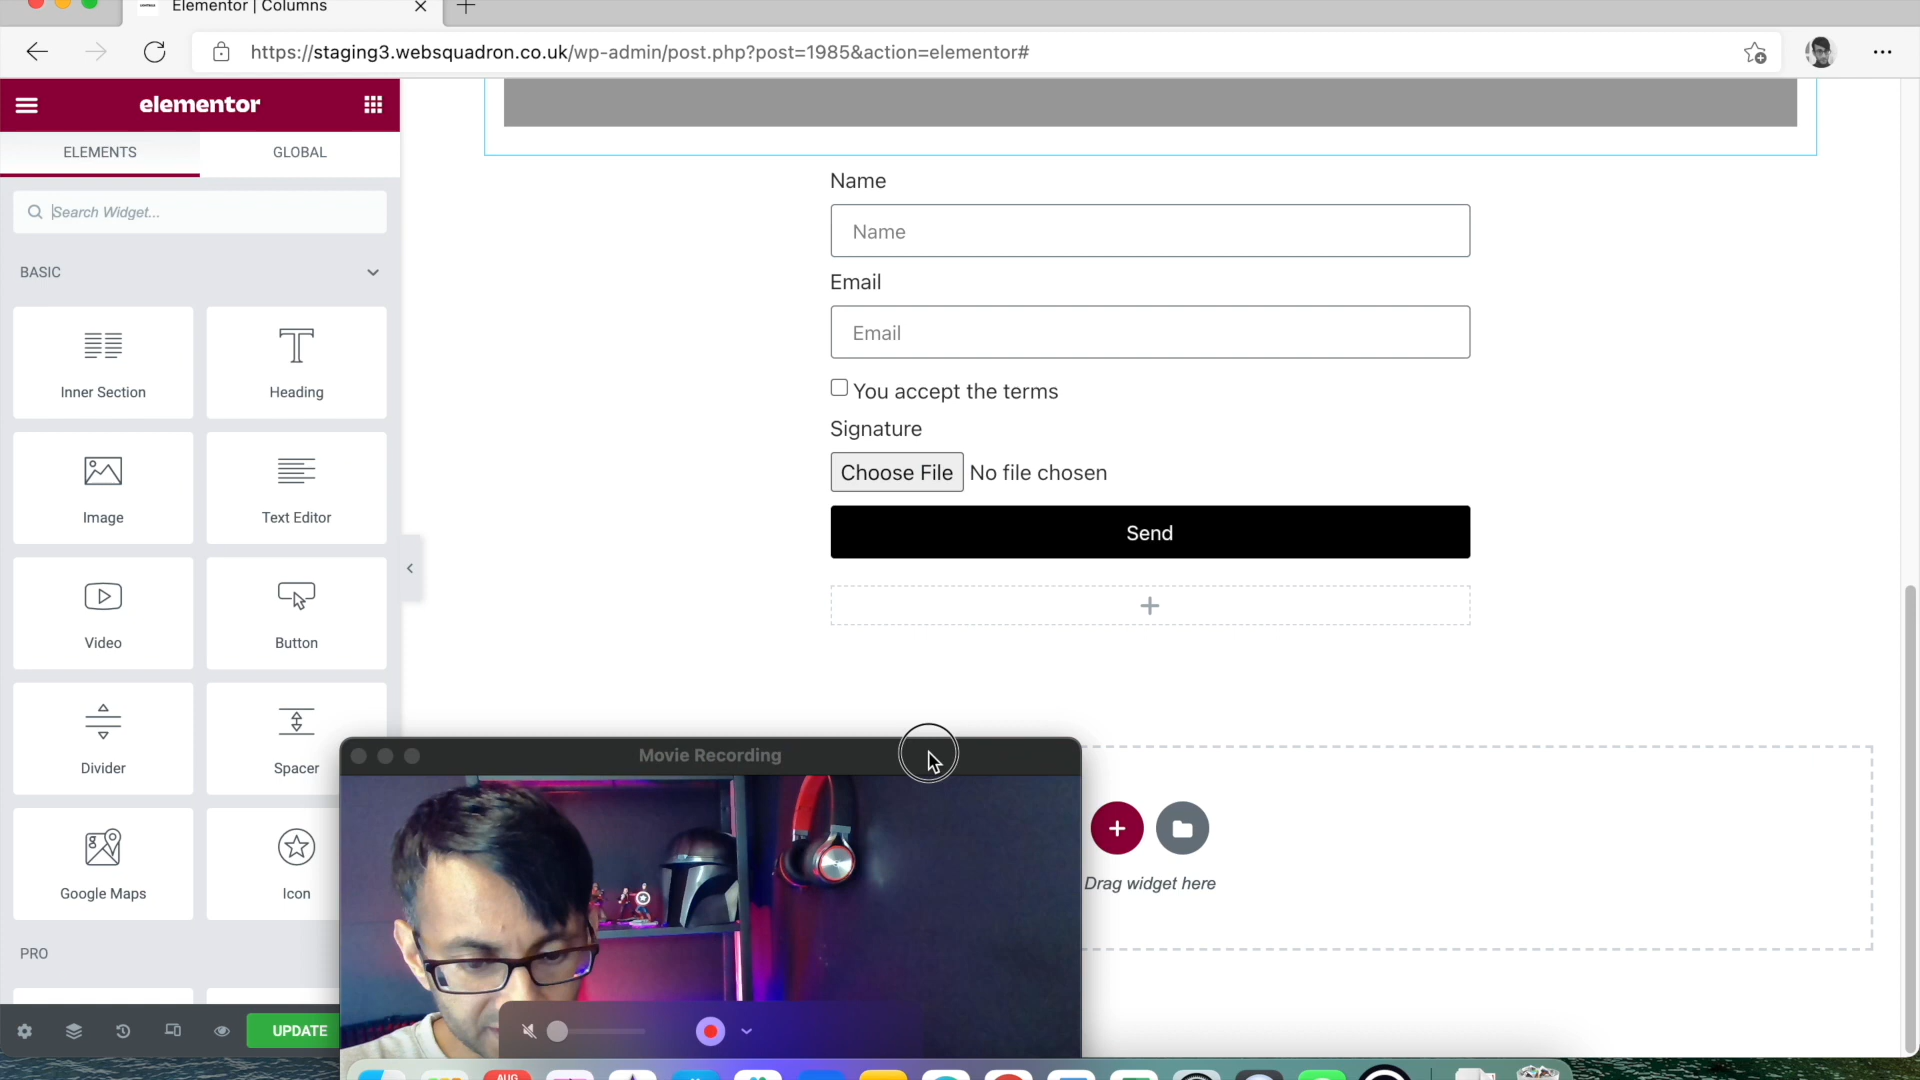 Elementor | Columns
https://staging3.websquadron.co.uk/wp-admin/post.php?post=1985&action=elementor#
elementor
ELEMENTS
GLOBAL
Search Widget...
BASIC
Inner Section
Heading
Image
Text Editor
Video
Button
Divider
Spacer
Google Maps
Icon
PRO
UPDATE
Name
Name
Email
Email
You accept the terms
Signature
Choose File No file chosen
Send
Drag widget here
Movie Recording
AUG